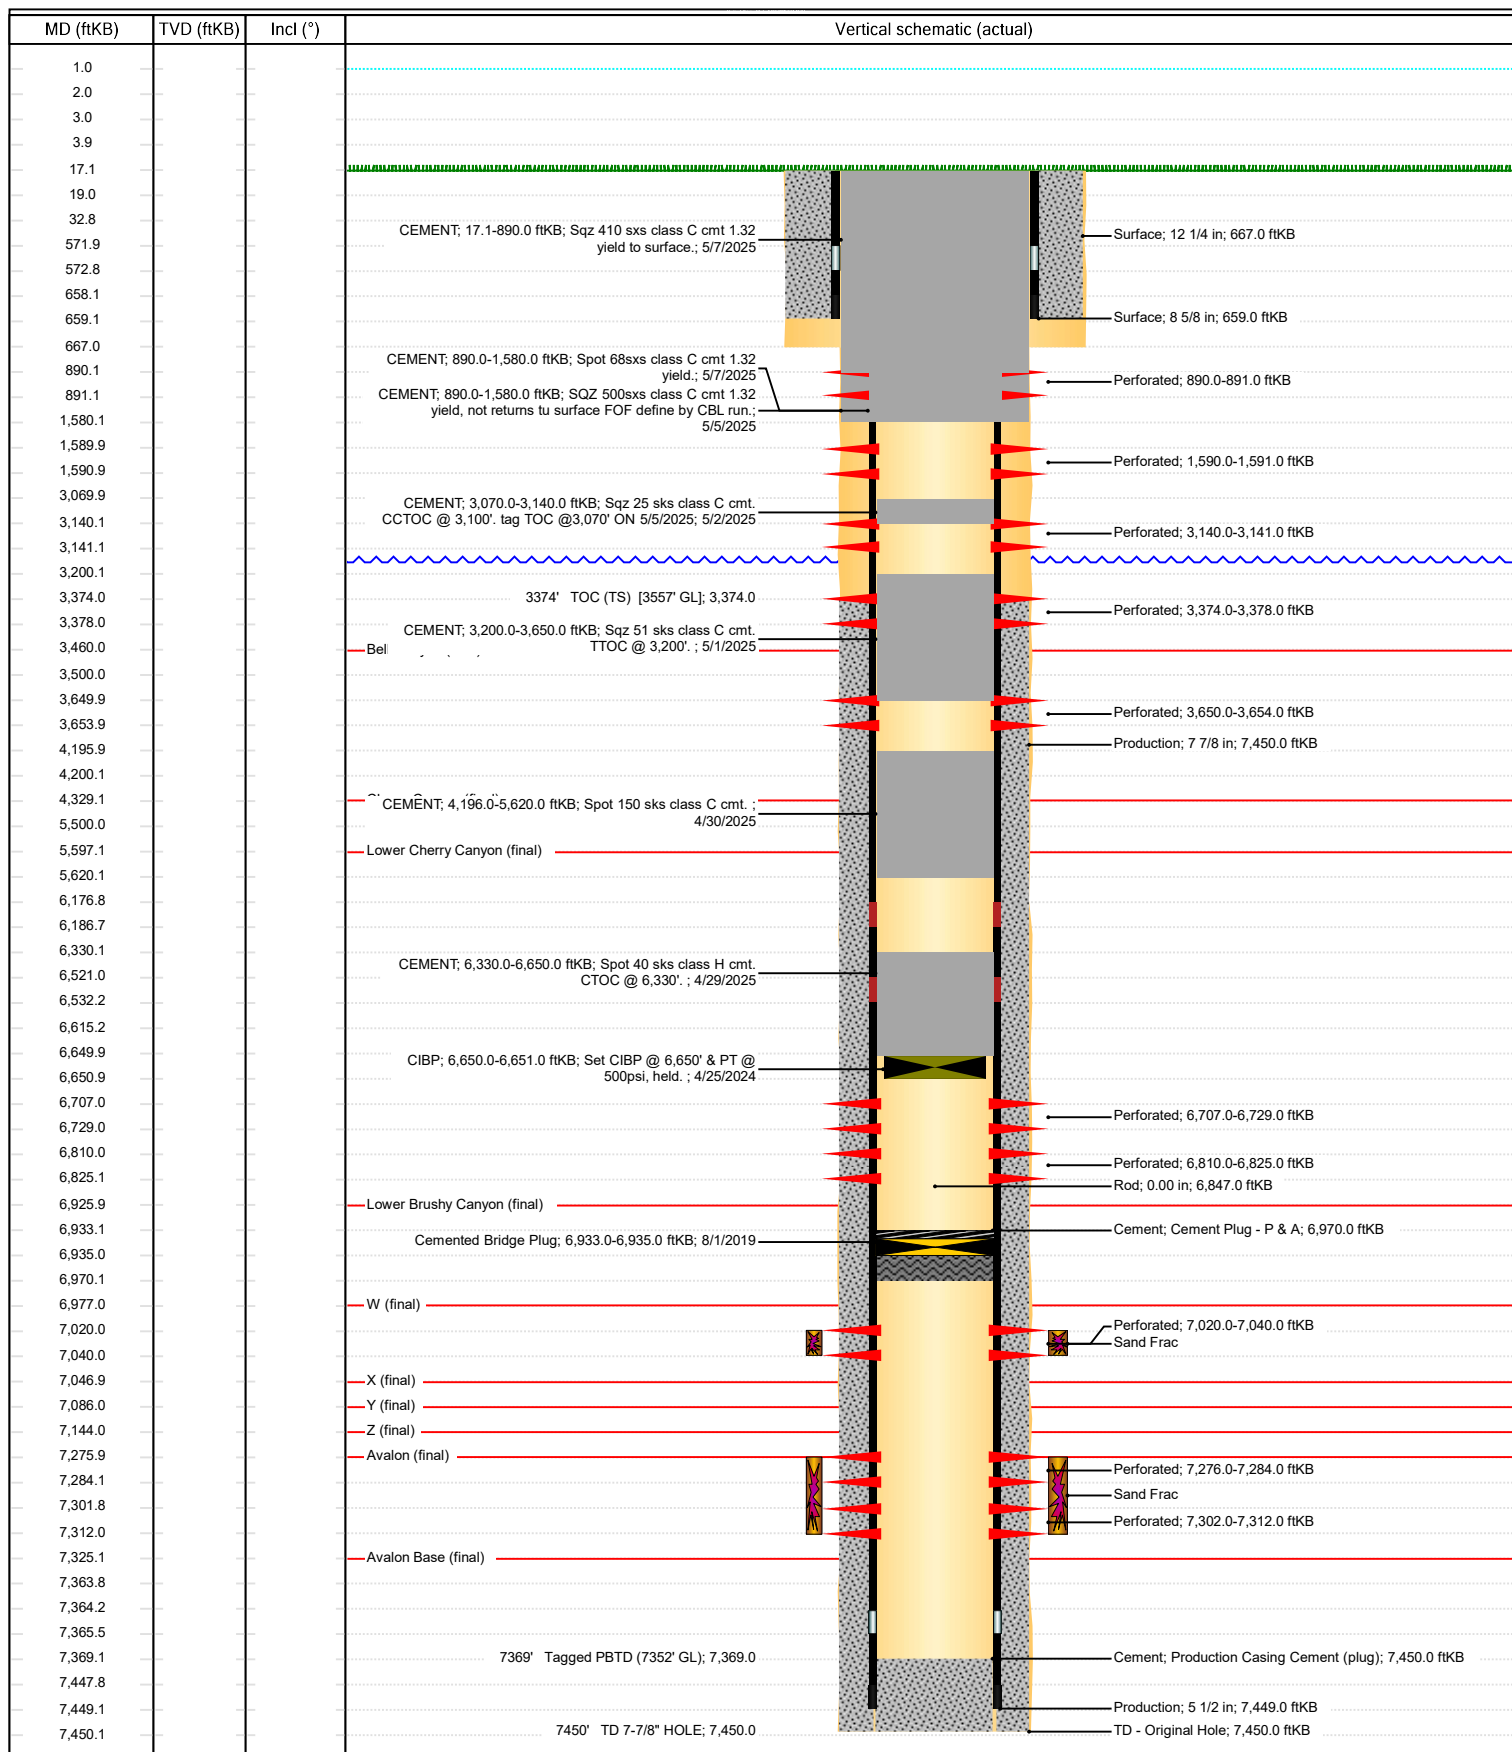 MD (ftKB) TVD (ftKB) Incl (°) Vertical schematic (actual)
1.0
2.0
3.0
3.9
17.1
19.0
32.8
571.9
572.8
658.1
659.1
667.0
890.1
891.1
1,580.1
1,589.9
1,590.9
3,069.9
3,140.1
3,141.1
3,200.1
3,374.0
3,378.0
3,460.0
3,500.0
3,649.9
3,653.9
4,195.9
4,200.1
4,329.1
5,500.0
5,597.1
5,620.1
6,176.8
6,186.7
6,330.1
6,521.0
6,532.2
6,615.2
6,649.9
6,650.9
6,707.0
6,729.0
6,810.0
6,825.1
6,925.9
6,933.1
6,935.0
6,970.1
6,977.0
7,020.0
7,040.0
7,046.9
7,086.0
7,144.0
7,275.9
7,284.1
7,301.8
7,312.0
7,325.1
7,363.8
7,364.2
7,365.5
7,369.1
7,447.8
7,449.1
7,450.1
CEMENT; 17.1-890.0 ftKB; Sqz 410 sxs class C cmt 1.32
yield to surface.; 5/7/2025
CEMENT; 890.0-1,580.0 ftKB; Spot 68sxs class C cmt 1.32
yield.; 5/7/2025
CEMENT; 890.0-1,580.0 ftKB; SQZ 500sxs class C cmt 1.32
yield, not returns tu surface FOF define by CBL run.;
5/5/2025
CEMENT; 3,070.0-3,140.0 ftKB; Sqz 25 sks class C cmt.
CCTOC @ 3,100'. tag TOC @3,070' ON 5/5/2025; 5/2/2025
3374' TOC (TS) [3557' GL]; 3,374.0
CEMENT; 3,200.0-3,650.0 ftKB; Sqz 51 sks class C cmt.
TTOC @ 3,200'. ; 5/1/2025
Bel
CEMENT; 4,196.0-5,620.0 ftKB; Spot 150 sks class C cmt. ;
4/30/2025
Lower Cherry Canyon (final)
CEMENT; 6,330.0-6,650.0 ftKB; Spot 40 sks class H cmt.
CTOC @ 6,330'. ; 4/29/2025
CIBP; 6,650.0-6,651.0 ftKB; Set CIBP @ 6,650' & PT @
500psi, held. ; 4/25/2024
Lower Brushy Canyon (final)
Cemented Bridge Plug; 6,933.0-6,935.0 ftKB; 8/1/2019
W (final)
X (final)
Y (final)
Z (final)
Avalon (final)
Avalon Base (final)
7369' Tagged PBTD (7352' GL); 7,369.0
7450' TD 7-7/8" HOLE; 7,450.0
Surface; 12 1/4 in; 667.0 ftKB
Surface; 8 5/8 in; 659.0 ftKB
Perforated; 890.0-891.0 ftKB
Perforated; 1,590.0-1,591.0 ftKB
Perforated; 3,140.0-3,141.0 ftKB
Perforated; 3,374.0-3,378.0 ftKB
Perforated; 3,650.0-3,654.0 ftKB
Production; 7 7/8 in; 7,450.0 ftKB
Perforated; 6,707.0-6,729.0 ftKB
Perforated; 6,810.0-6,825.0 ftKB
Rod; 0.00 in; 6,847.0 ftKB
Cement; Cement Plug - P & A; 6,970.0 ftKB
Perforated; 7,020.0-7,040.0 ftKB
Sand Frac
Perforated; 7,276.0-7,284.0 ftKB
Sand Frac
Perforated; 7,302.0-7,312.0 ftKB
Cement; Production Casing Cement (plug); 7,450.0 ftKB
Production; 5 1/2 in; 7,449.0 ftKB
TD - Original Hole; 7,450.0 ftKB